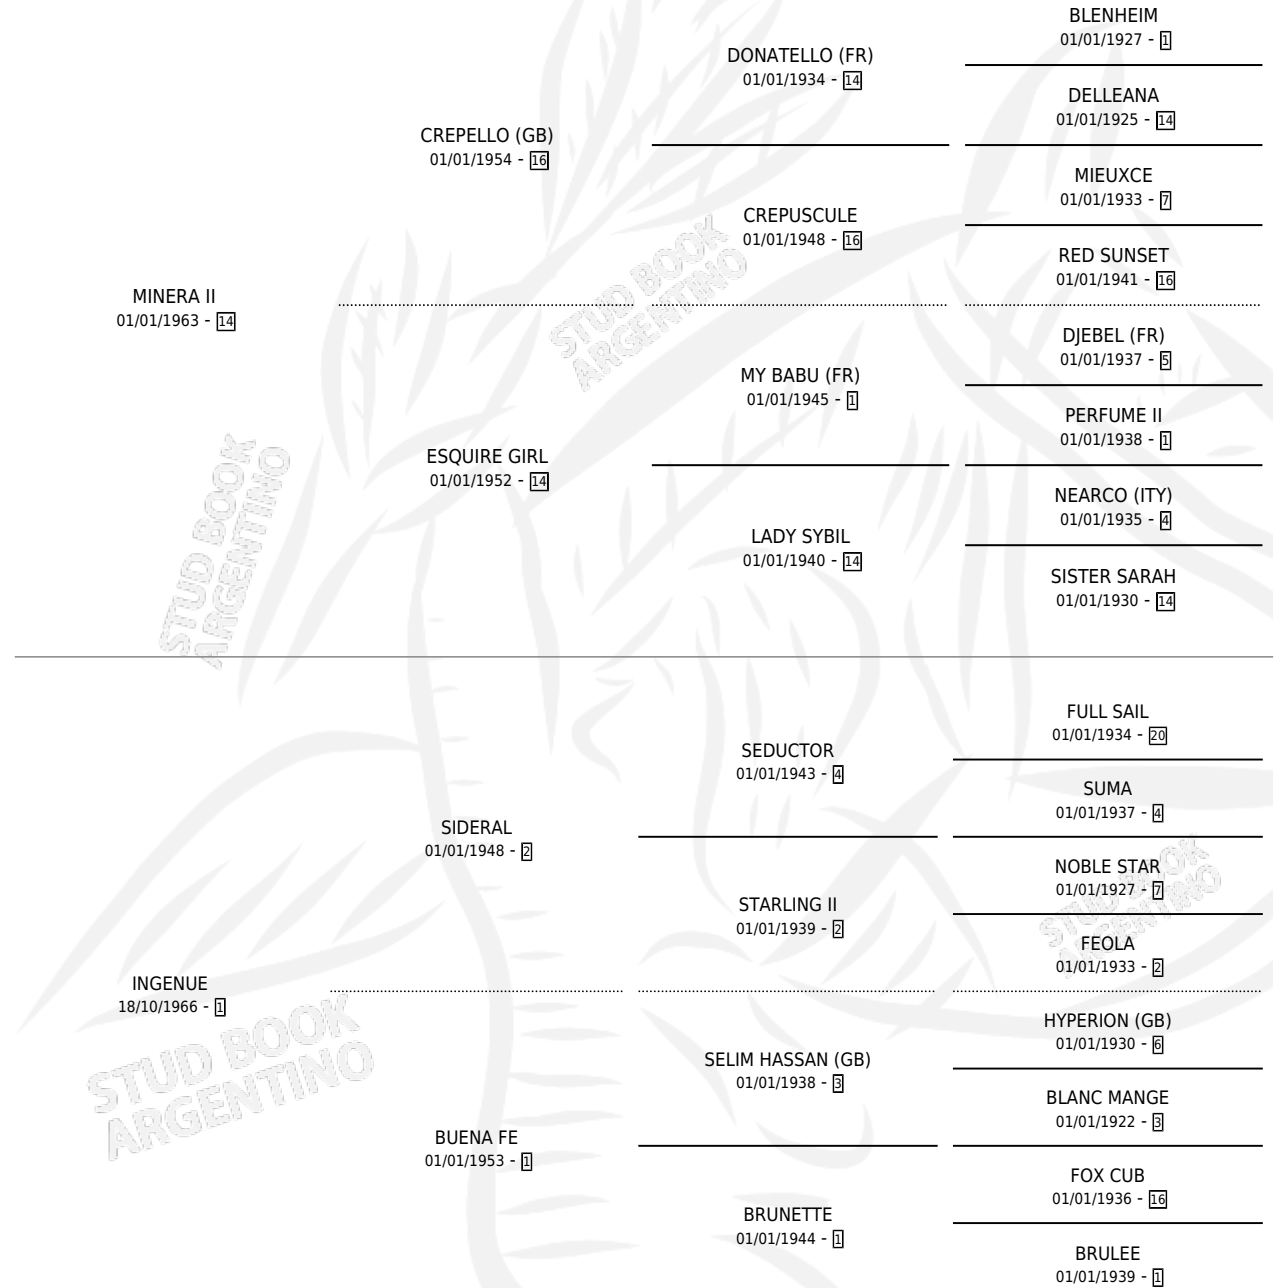 BLENHEIM
01/01/1927 - 1
DONATELLO (FR)
01/01/1934 - 14
DELLEANA
01/01/1925 - 14
CREPELLO (GB)
01/01/1954 - 16
MIEUXCE
01/01/1933 - 7
CREPUSCULE
01/01/1948 - 16
RED SUNSET
01/01/1941 - 16
MINERA II
01/01/1963 - 14
STUD BOOK
ARGENTINO
DJEBEL (FR)
01/01/1937 - 5
MY BABU (FR)
01/01/1945 - 1
PERFUME II
01/01/1938 - 1
ESQUIRE GIRL
01/01/1952 - 14
NEARCO (ITY)
01/01/1935 - 4
LADY SYBIL
01/01/1940 - 14
SISTER SARAH
01/01/1930 - 14
STUD BOOK
ARGENTINO
FULL SAIL
01/01/1934 - 20
SEDUCTOR
01/01/1943 - 4
SUMA
01/01/1937 - 4
SIDERAL
01/01/1948 - 2
NOBLE STAR
01/01/1927 - 7
STARLING II
01/01/1939 - 2
FEOLA
01/01/1933 - 2
STUD BOOK
ARGENTINO
INGENUE
18/10/1966 - 1
HYPERION (GB)
01/01/1930 - 6
SELIM HASSAN (GB)
01/01/1938 - 3
BLANC MANGE
01/01/1922 - 3
STUD BOOK
ARGENTINO
BUENA FE
01/01/1953 - 1
FOX CUB
01/01/1936 - 16
BRUNETTE
01/01/1944 - 1
BRULEE
01/01/1939 - 1